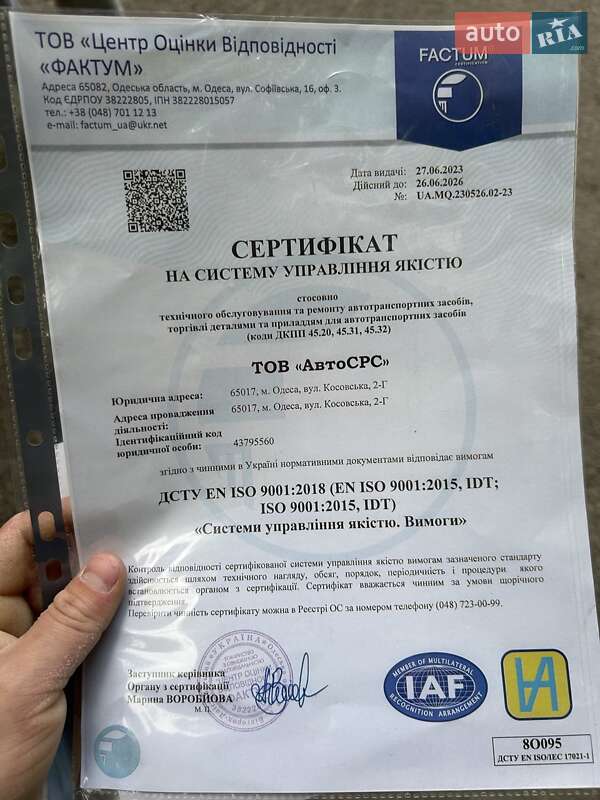 ТОВ «Центр Оцінки Відповідності
«ФАКТУМ»
Адреса 65082, Одеська область, м. Одеса, вул. Софіївська, 16, оф. 3.
Код ЄДРПОУ 38222805, ІПН 382228015057
тел.: +38 (048) 701 12 13
e-mail: factum_ua@ukr.net
FACTUM
CERTIFICATION
auto RIA.com
Дата видачі: 27.06.2023
Дійсний до: 26.06.2026
№: UA.MQ.230526.02-23
СЕРТИФІКАТ
НА СИСТЕМУ УПРАВЛІННЯ ЯКІСТЮ
стосовно
технічного обслуговування та ремонту автотранспортних засобів,
торгівлі деталями та приладдям для автотранспортних засобів
(коди ДКПП 45.20, 45.31, 45.32)
ТОВ «АвтоСРС»
Юридична адреса: 65017, м. Одеса, вул. Косовська, 2-Г
Адреса провадження діяльності: 65017, м. Одеса, вул. Косовська, 2-Г
Ідентифікаційний код
юридичної особи: 43795560
згідно з чинними в Україні нормативними документами відповідає вимогам
ДСТУ EN ISO 9001:2018 (EN ISO 9001:2015, IDT;
ISO 9001:2015, IDT)
«Системи управління якістю. Вимоги»
Контроль відповідності сертифікованої системи управління якістю вимогам зазначеного стандарту
здійснюється шляхом технічного нагляду, обсяг, порядок, періодичність і процедури якого
встановлюються органом з сертифікації. Сертифікат вважається чинним за умови щорічного
підтвердження.
Перевірити чинність сертифікату можна в Реєстрі ОС за номером телефону (048) 723-00-99.
Заступник керівника
Органу з сертифікації
Марина ВОРОБЙОВА
М.П.
УКРАЇНА
ЦЕНТР ОЦІНКИ
ВІДПОВІДНОСТІ
MEMBER OF MULTILATERAL
IAF
RECOGNITION ARRANGEMENT
8О095
ДСТУ EN ISO/IEC 17021-1